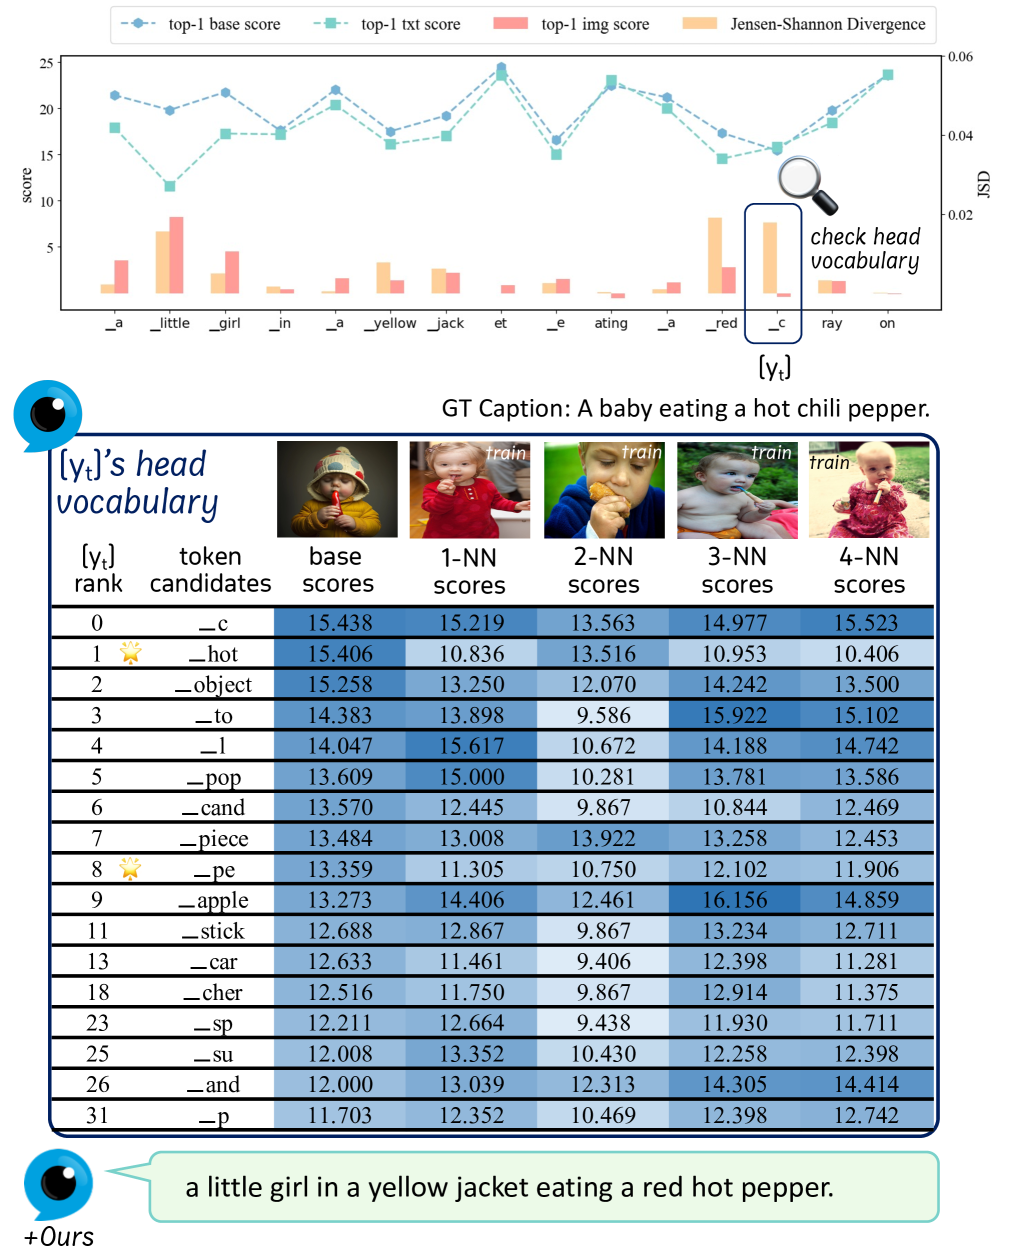 top-1 base score top-1 txt score top-1 img score Jensen-Shannon Divergence
25
20
15
10
5
score
0.06
0.04
0.02
JSD
check head
vocabulary
_a _little _girl _in _a _yellow _jack et _e ating _a _red _c ray on
[yt]
GT Caption: A baby eating a hot chili pepper.
[yt]'s head
vocabulary
train train train train
[yt] rank token candidates base scores 1-NN scores 2-NN scores 3-NN scores 4-NN scores
0 _c 15.438 15.219 13.563 14.977 15.523
1 _hot 15.406 10.836 13.516 10.953 10.406
2 _object 15.258 13.250 12.070 14.242 13.500
3 _to 14.383 13.898 9.586 15.922 15.102
4 _l 14.047 15.617 10.672 14.188 14.742
5 _pop 13.609 15.000 10.281 13.781 13.586
6 _cand 13.570 12.445 9.867 10.844 12.469
7 _piece 13.484 13.008 13.922 13.258 12.453
8 _pe 13.359 11.305 10.750 12.102 11.906
9 _apple 13.273 14.406 12.461 16.156 14.859
11 _stick 12.688 12.867 9.867 13.234 12.711
13 _car 12.633 11.461 9.406 12.398 11.281
18 _cher 12.516 11.750 9.867 12.914 11.375
23 _sp 12.211 12.664 9.438 11.930 11.711
25 _su 12.008 13.352 10.430 12.258 12.398
26 _and 12.000 13.039 12.313 14.305 14.414
31 _p 11.703 12.352 10.469 12.398 12.742
a little girl in a yellow jacket eating a red hot pepper.
+Ours